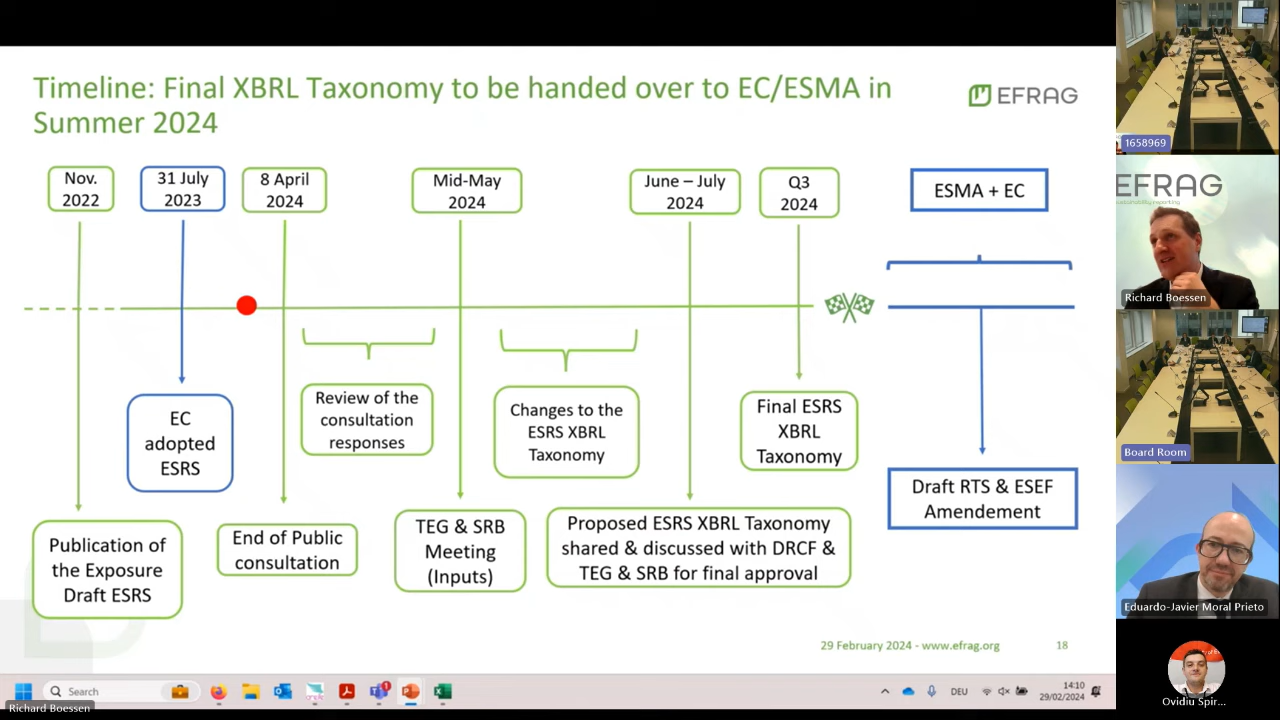 Timeline: Final XBRL Taxonomy to be handed over to EC/ESMA in
Summer 2024
EFRAG
Nov.
2022
31 July
2023
8 April
2024
Mid-May
2024
June – July
2024
Q3
2024
ESMA + EC
EC
adopted
ESRS
Review of the
consultation
responses
Changes to the
ESRS XBRL
Taxonomy
Final ESRS
XBRL
Taxonomy
Draft RTS & ESEF
Amendement
Publication of
the Exposure
Draft ESRS
End of Public
consultation
TEG & SRB
Meeting
(Inputs)
Proposed ESRS XBRL Taxonomy
shared & discussed with DRCF &
TEG & SRB for final approval
29 February 2024 - www.efrag.org
18
Search
DEU
14:10
29/02/2024
Richard Boessen
1658969
EFRAG
Richard Boessen
Board Room
Eduardo-Javier Moral Prieto
Ovidiu Spir...